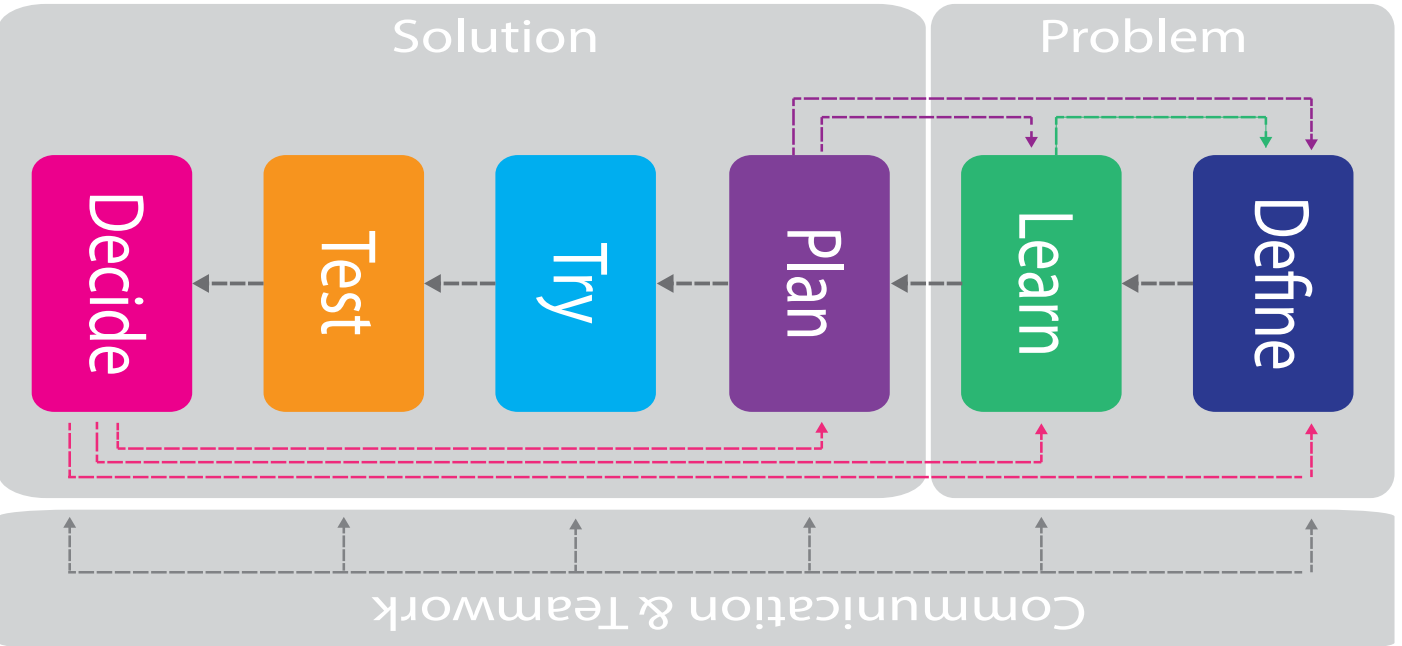 Solution
Problem
Decide
Test
Try
Plan
Learn
Define
Communication & Teamwork